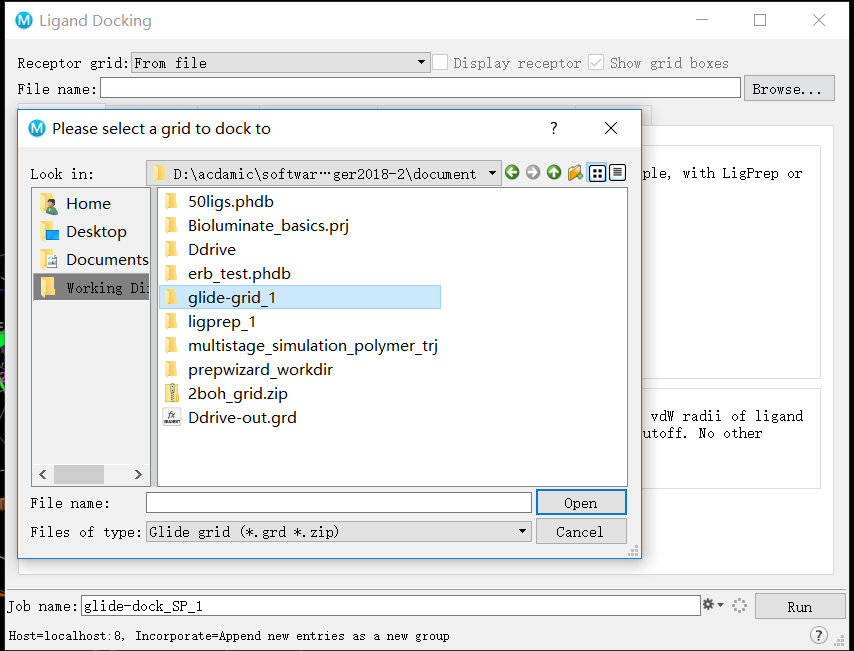 Ligand Docking
Receptor grid: From file Display receptor Show grid boxes
File name: Browse...
Please select a grid to dock to ?
ple, with LigPrep or
Look in: D:\acdamic\softwar···ger2018-2\document
Home
Desktop
Documents
Working Di
50ligs.phdb
Bioluminate_basics.prj
Ddrive
erb_test.phdb
glide-grid_1
ligprep_1
multistage_simulation_polymer_trj
prepwizard_workdir
2boh_grid.zip
Ddrive-out.grd
vdW radii of ligand
utoff. No other
File name: Open
Files of type: Glide grid (*.grd *.zip) Cancel
Job name: glide-dock_SP_1 Run
Host=localhost:8, Incorporate=Append new entries as a new group ?